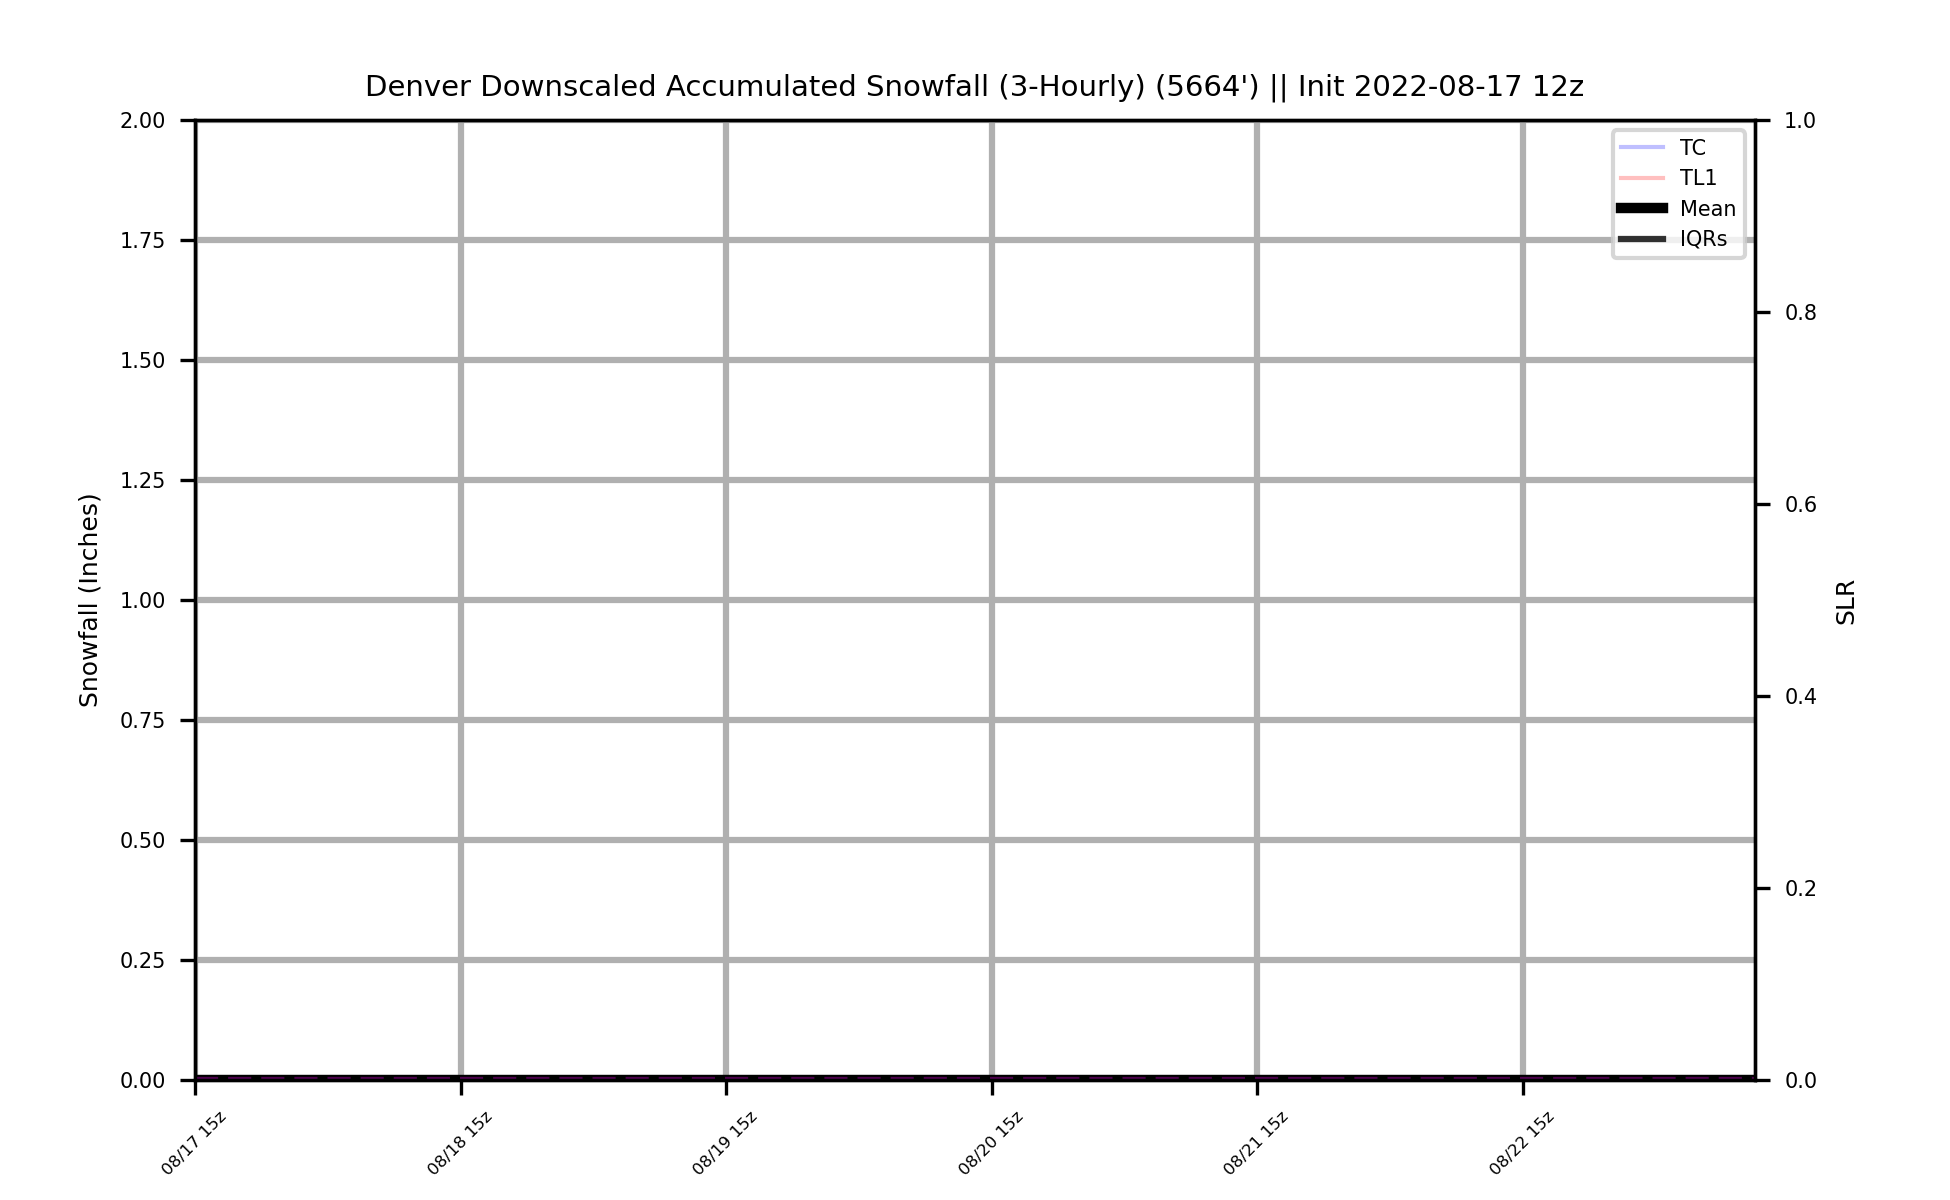 Denver Downscaled Accumulated Snowfall (3-Hourly) (5664') || Init 2022-08-17 12z
2.00
1.75
1.50
1.25
1.00
0.75
0.50
0.25
0.00
Snowfall (Inches)
TC
TL1
Mean
IQRs
1.0
0.8
0.6
0.4
0.2
0.0
SLR
08/17 15z
08/18 15z
08/19 15z
08/20 15z
08/21 15z
08/22 15z